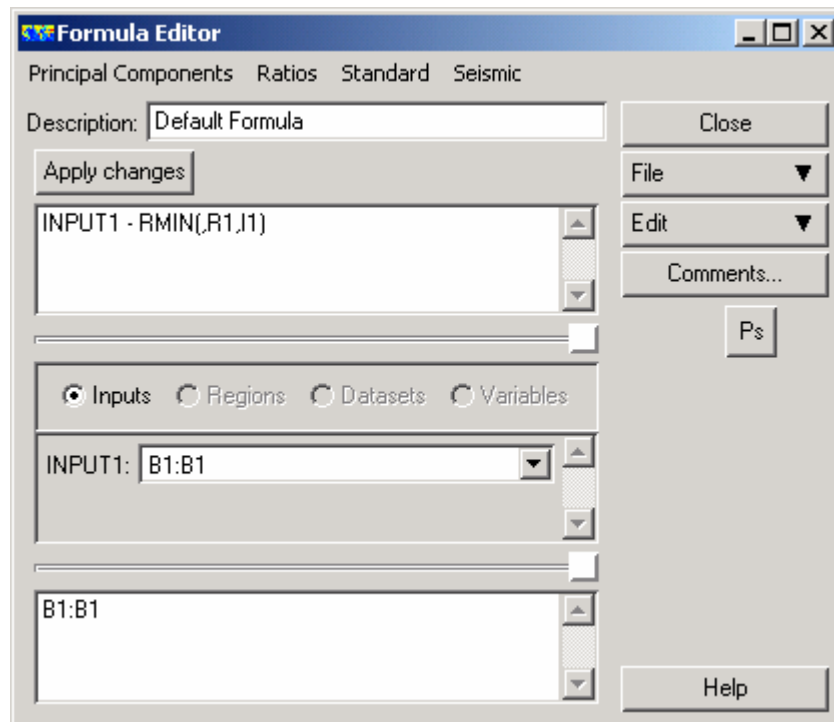 Formula Editor
Principal Components Ratios Standard Seismic
Description: Default Formula
Close
Apply changes
File
INPUT1 - RMIN(,R1,I1)
Edit
Comments...
Ps
Inputs Regions Datasets Variables
INPUT1: B1:B1
B1:B1
Help